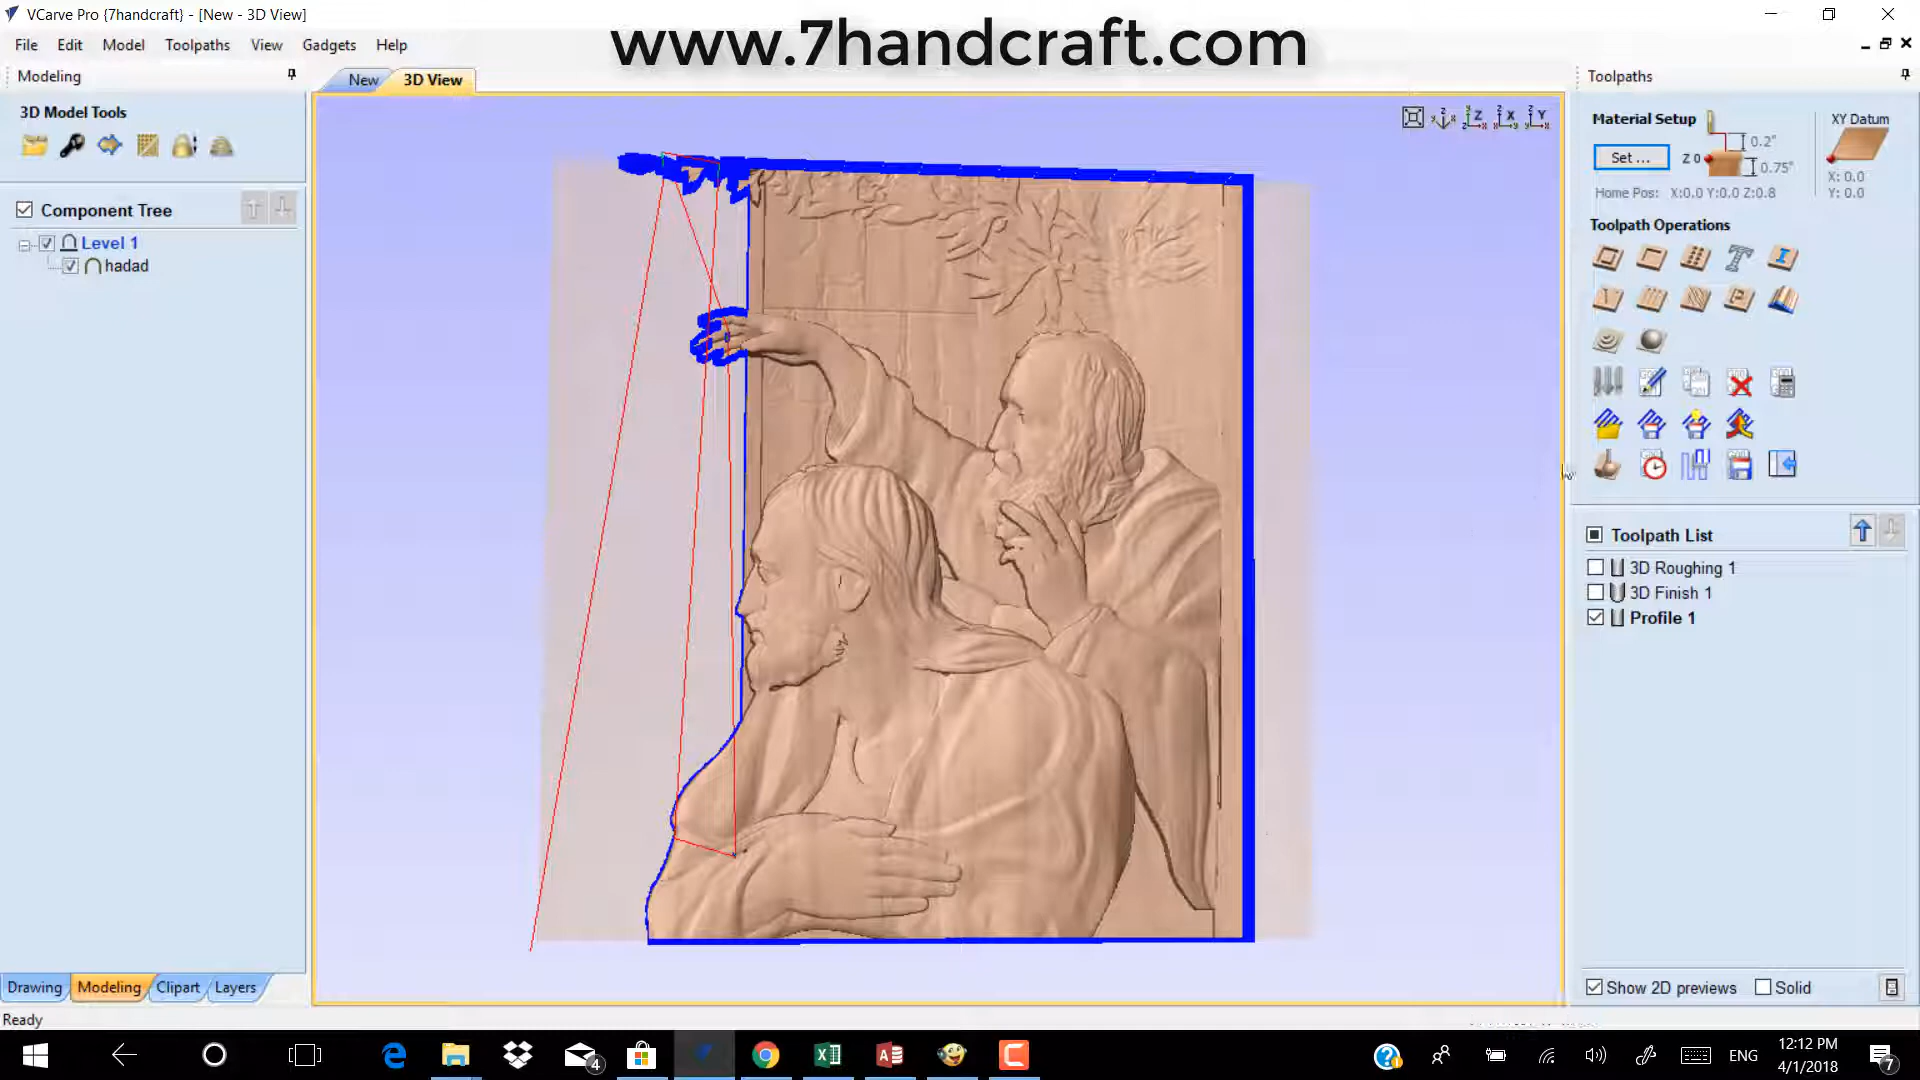 VCarve Pro {7handcraft} - [New - 3D View]
www.7handcraft.com
File Edit Model Toolpaths View Gadgets Help
Modeling
New
3D View
Toolpaths
3D Model Tools
Component Tree
Level 1
hadad
Material Setup
XY Datum
0.2"
Set ...
Z 0
0.75"
X: 0.0
Y: 0.0
Home Pos: X:0.0 Y:0.0 Z:0.8
Toolpath Operations
Toolpath List
3D Roughing 1
3D Finish 1
Profile 1
Show 2D previews
Solid
Drawing
Modeling
Clipart
Layers
Ready
4
ENG
12:12 PM
4/1/2018
7